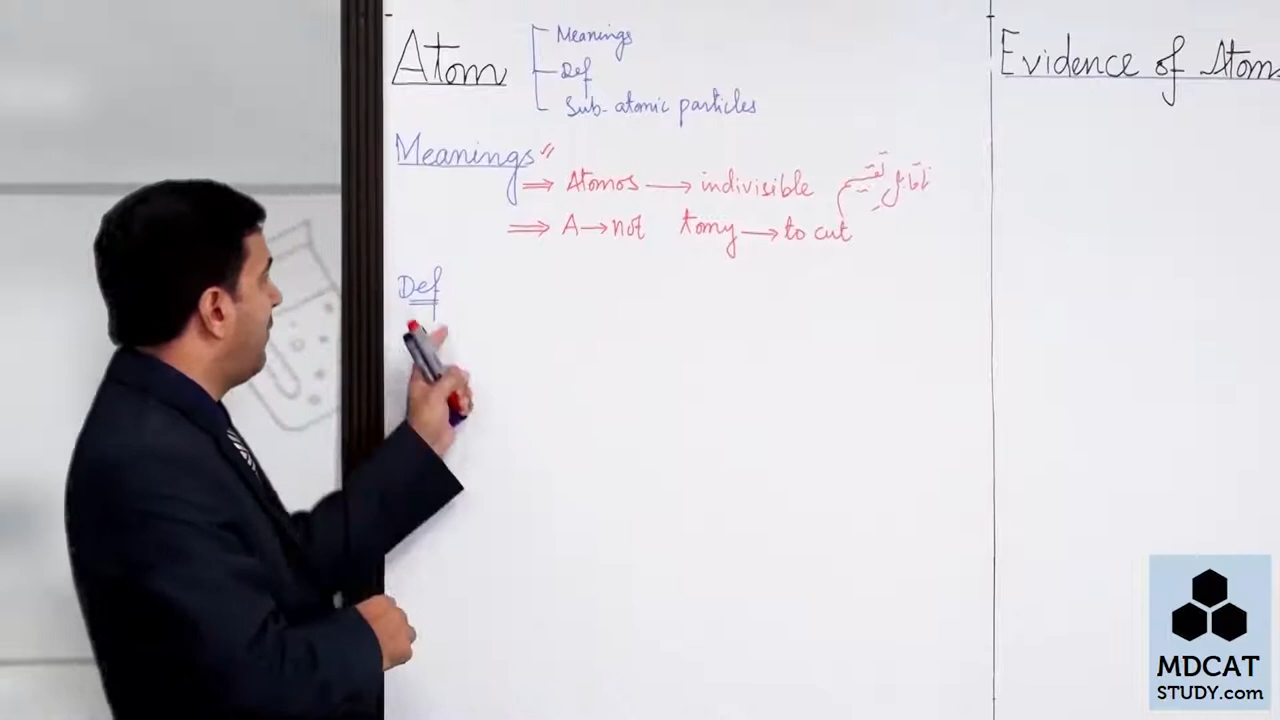 Atom
Meanings
Def
Sub-atomic particles
Meanings
⇒ Atomos → indivisible
⇒ A → not tomy → to cut
Def
Evidence of Atom
MDCAT
STUDY.com